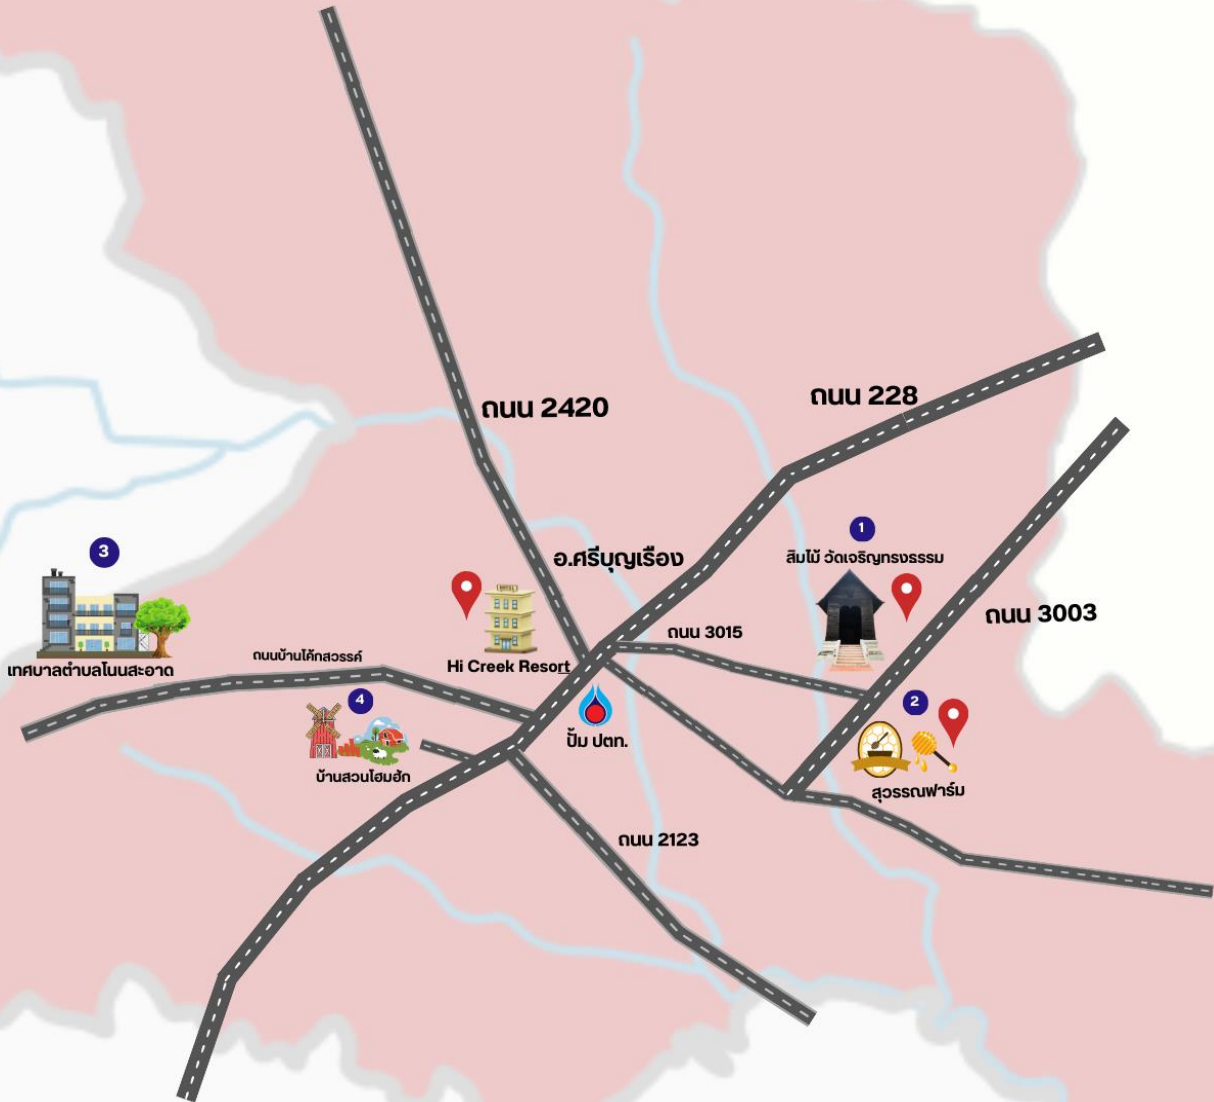 ถนน 2420
ถนน 228
1
สิมไม้ วัดเจริญทรงธรรม
3
เทศบาลตำบลโนนสะอาด
อ.ศรีบุญเรือง
HOTEL
Hi Creek Resort
ถนน 3015
ถนน 3003
ถนนบ้านโค้กสวรรค์
4
บ้านสวนโฮมฮัก
ปั้ม ปตท.
2
สุวรรณฟาร์ม
ถนน 2123